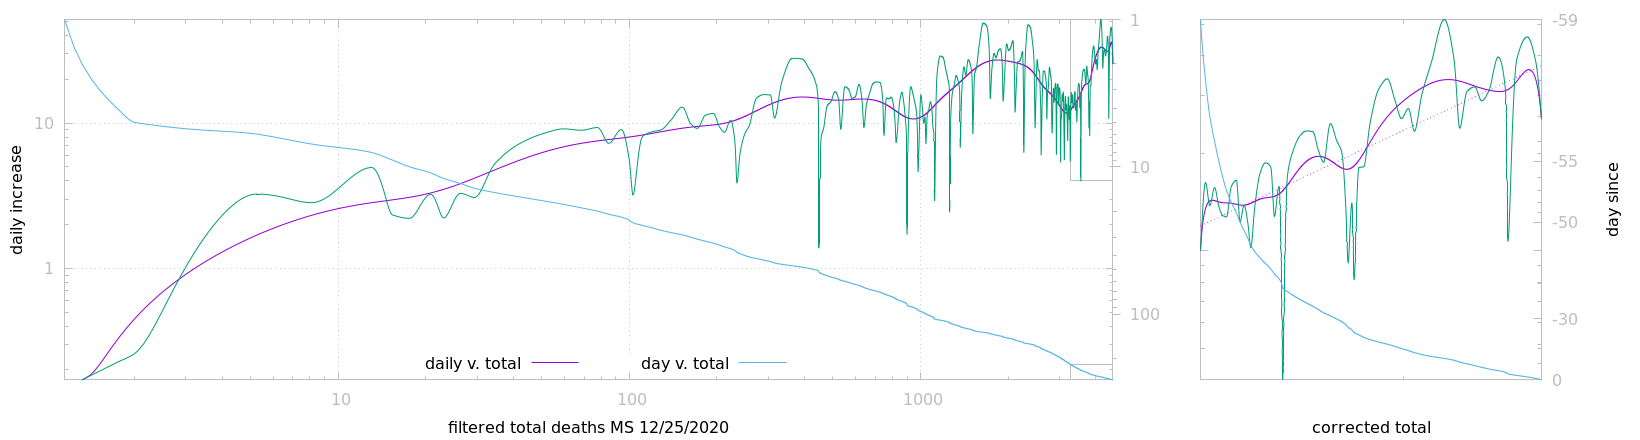 daily increase
10
1
10
100
1000
1
10
100
daily v. total
day v. total
filtered total deaths MS 12/25/2020
-59
-55
-50
-30
0
day since
corrected total